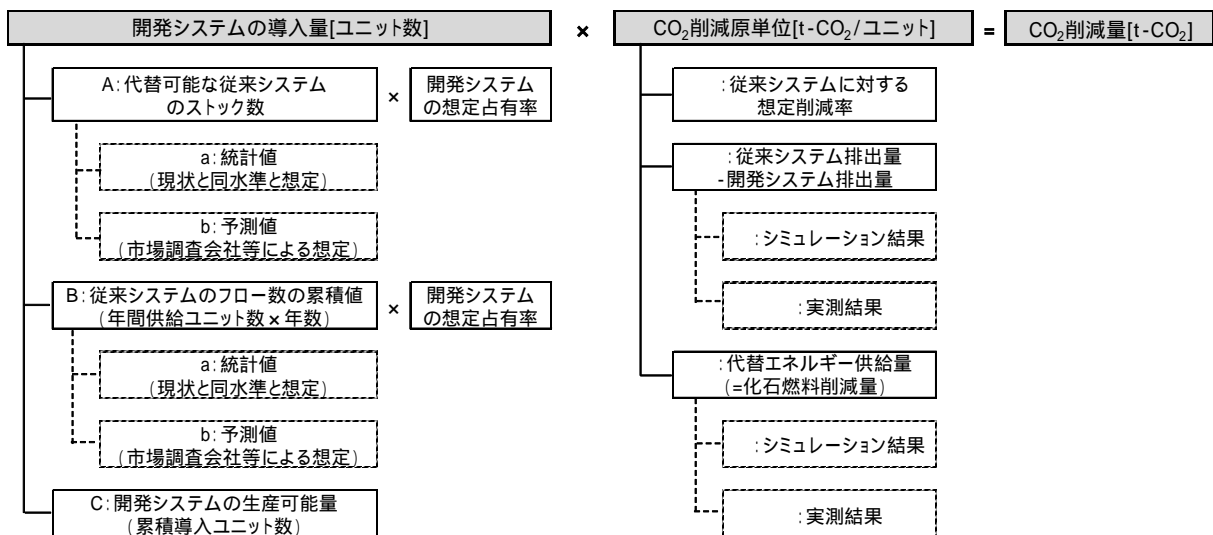 開発システムの導入量[ユニット数]
×
CO₂削減原単位[t-CO₂/ユニット]
=
CO₂削減量[t-CO₂]
A:代替可能な従来システム
のストック数
×
開発システム
の想定占有率
a:統計値
(現状と同水準と想定)
b:予測値
(市場調査会社等による想定)
B:従来システムのフロー数の累積値
(年間供給ユニット数×年数)
×
開発システム
の想定占有率
a:統計値
(現状と同水準と想定)
b:予測値
(市場調査会社等による想定)
C:開発システムの生産可能量
(累積導入ユニット数)
:従来システムに対する
想定削減率
:従来システム排出量
-開発システム排出量
:シミュレーション結果
:実測結果
:代替エネルギー供給量
(=化石燃料削減量)
:シミュレーション結果
:実測結果